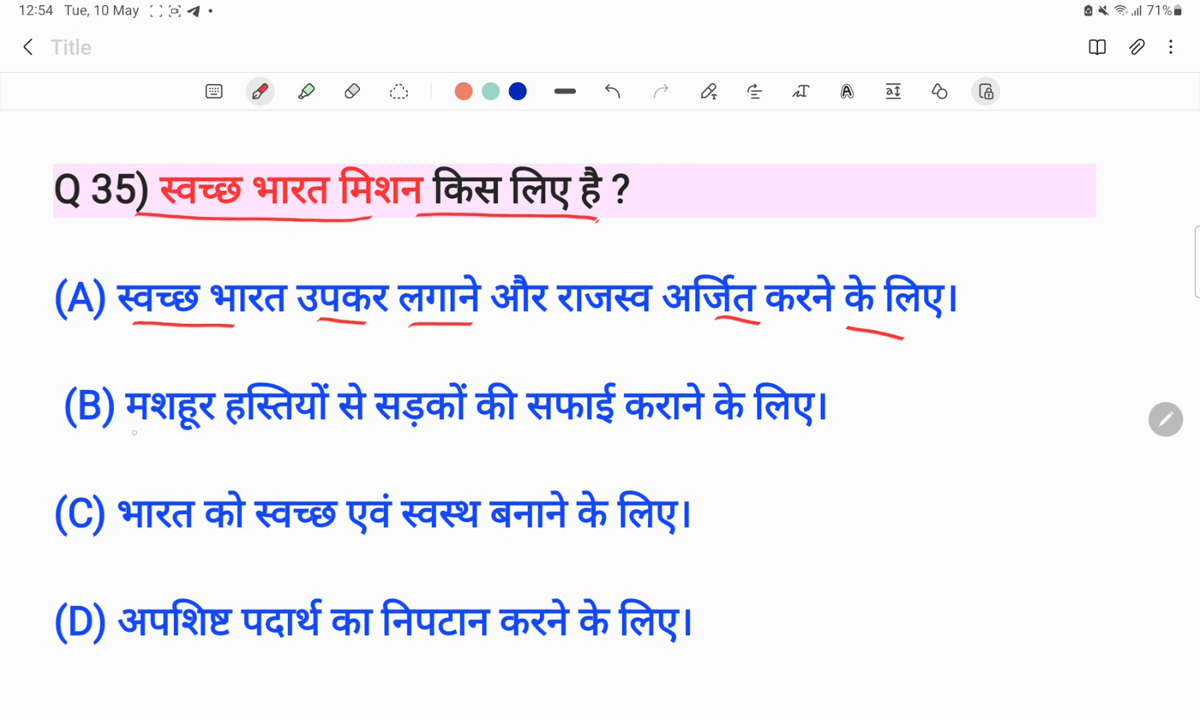 12:54 Tue, 10 May 71%
Title
Q 35) स्वच्छ भारत मिशन किस लिए है ?
(A) स्वच्छ भारत उपकर लगाने और राजस्व अर्जित करने के लिए।
(B) मशहूर हस्तियों से सड़कों की सफाई कराने के लिए।
(C) भारत को स्वच्छ एवं स्वस्थ बनाने के लिए।
(D) अपशिष्ट पदार्थ का निपटान करने के लिए।